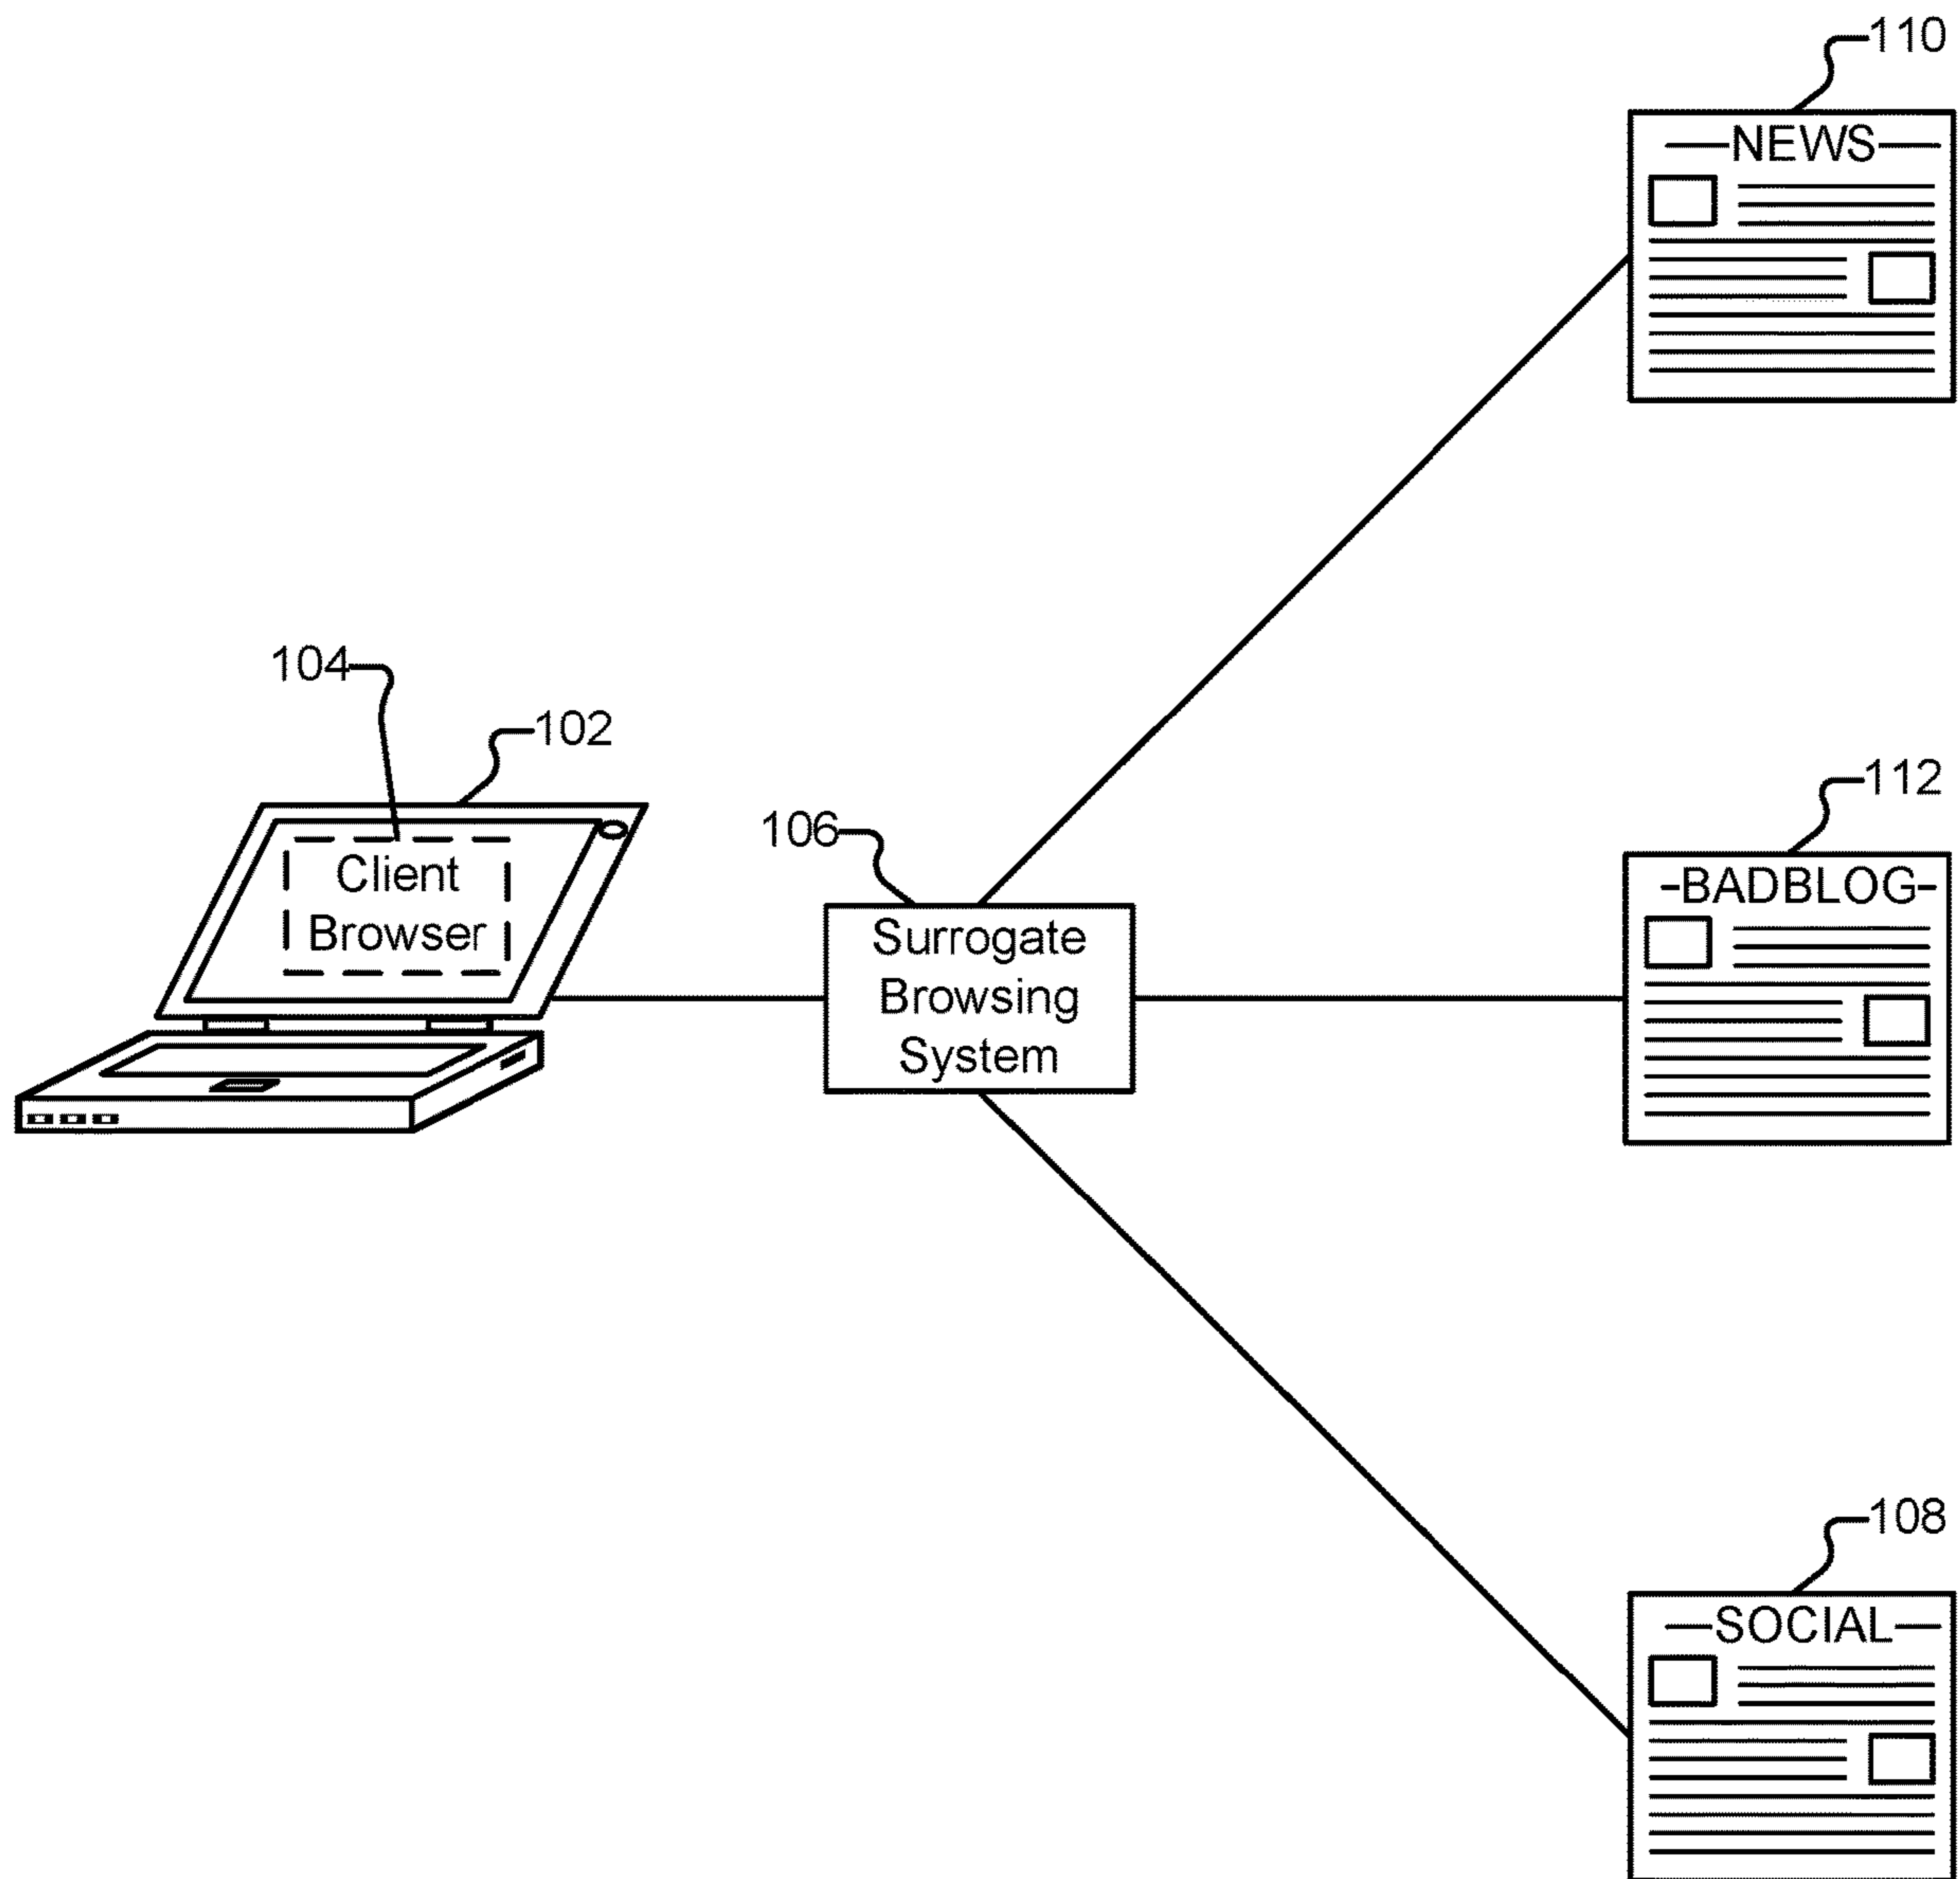 110
—NEWS—
104
102
Client
Browser
106
Surrogate
Browsing
System
112
-BADBLOG-
108
—SOCIAL—